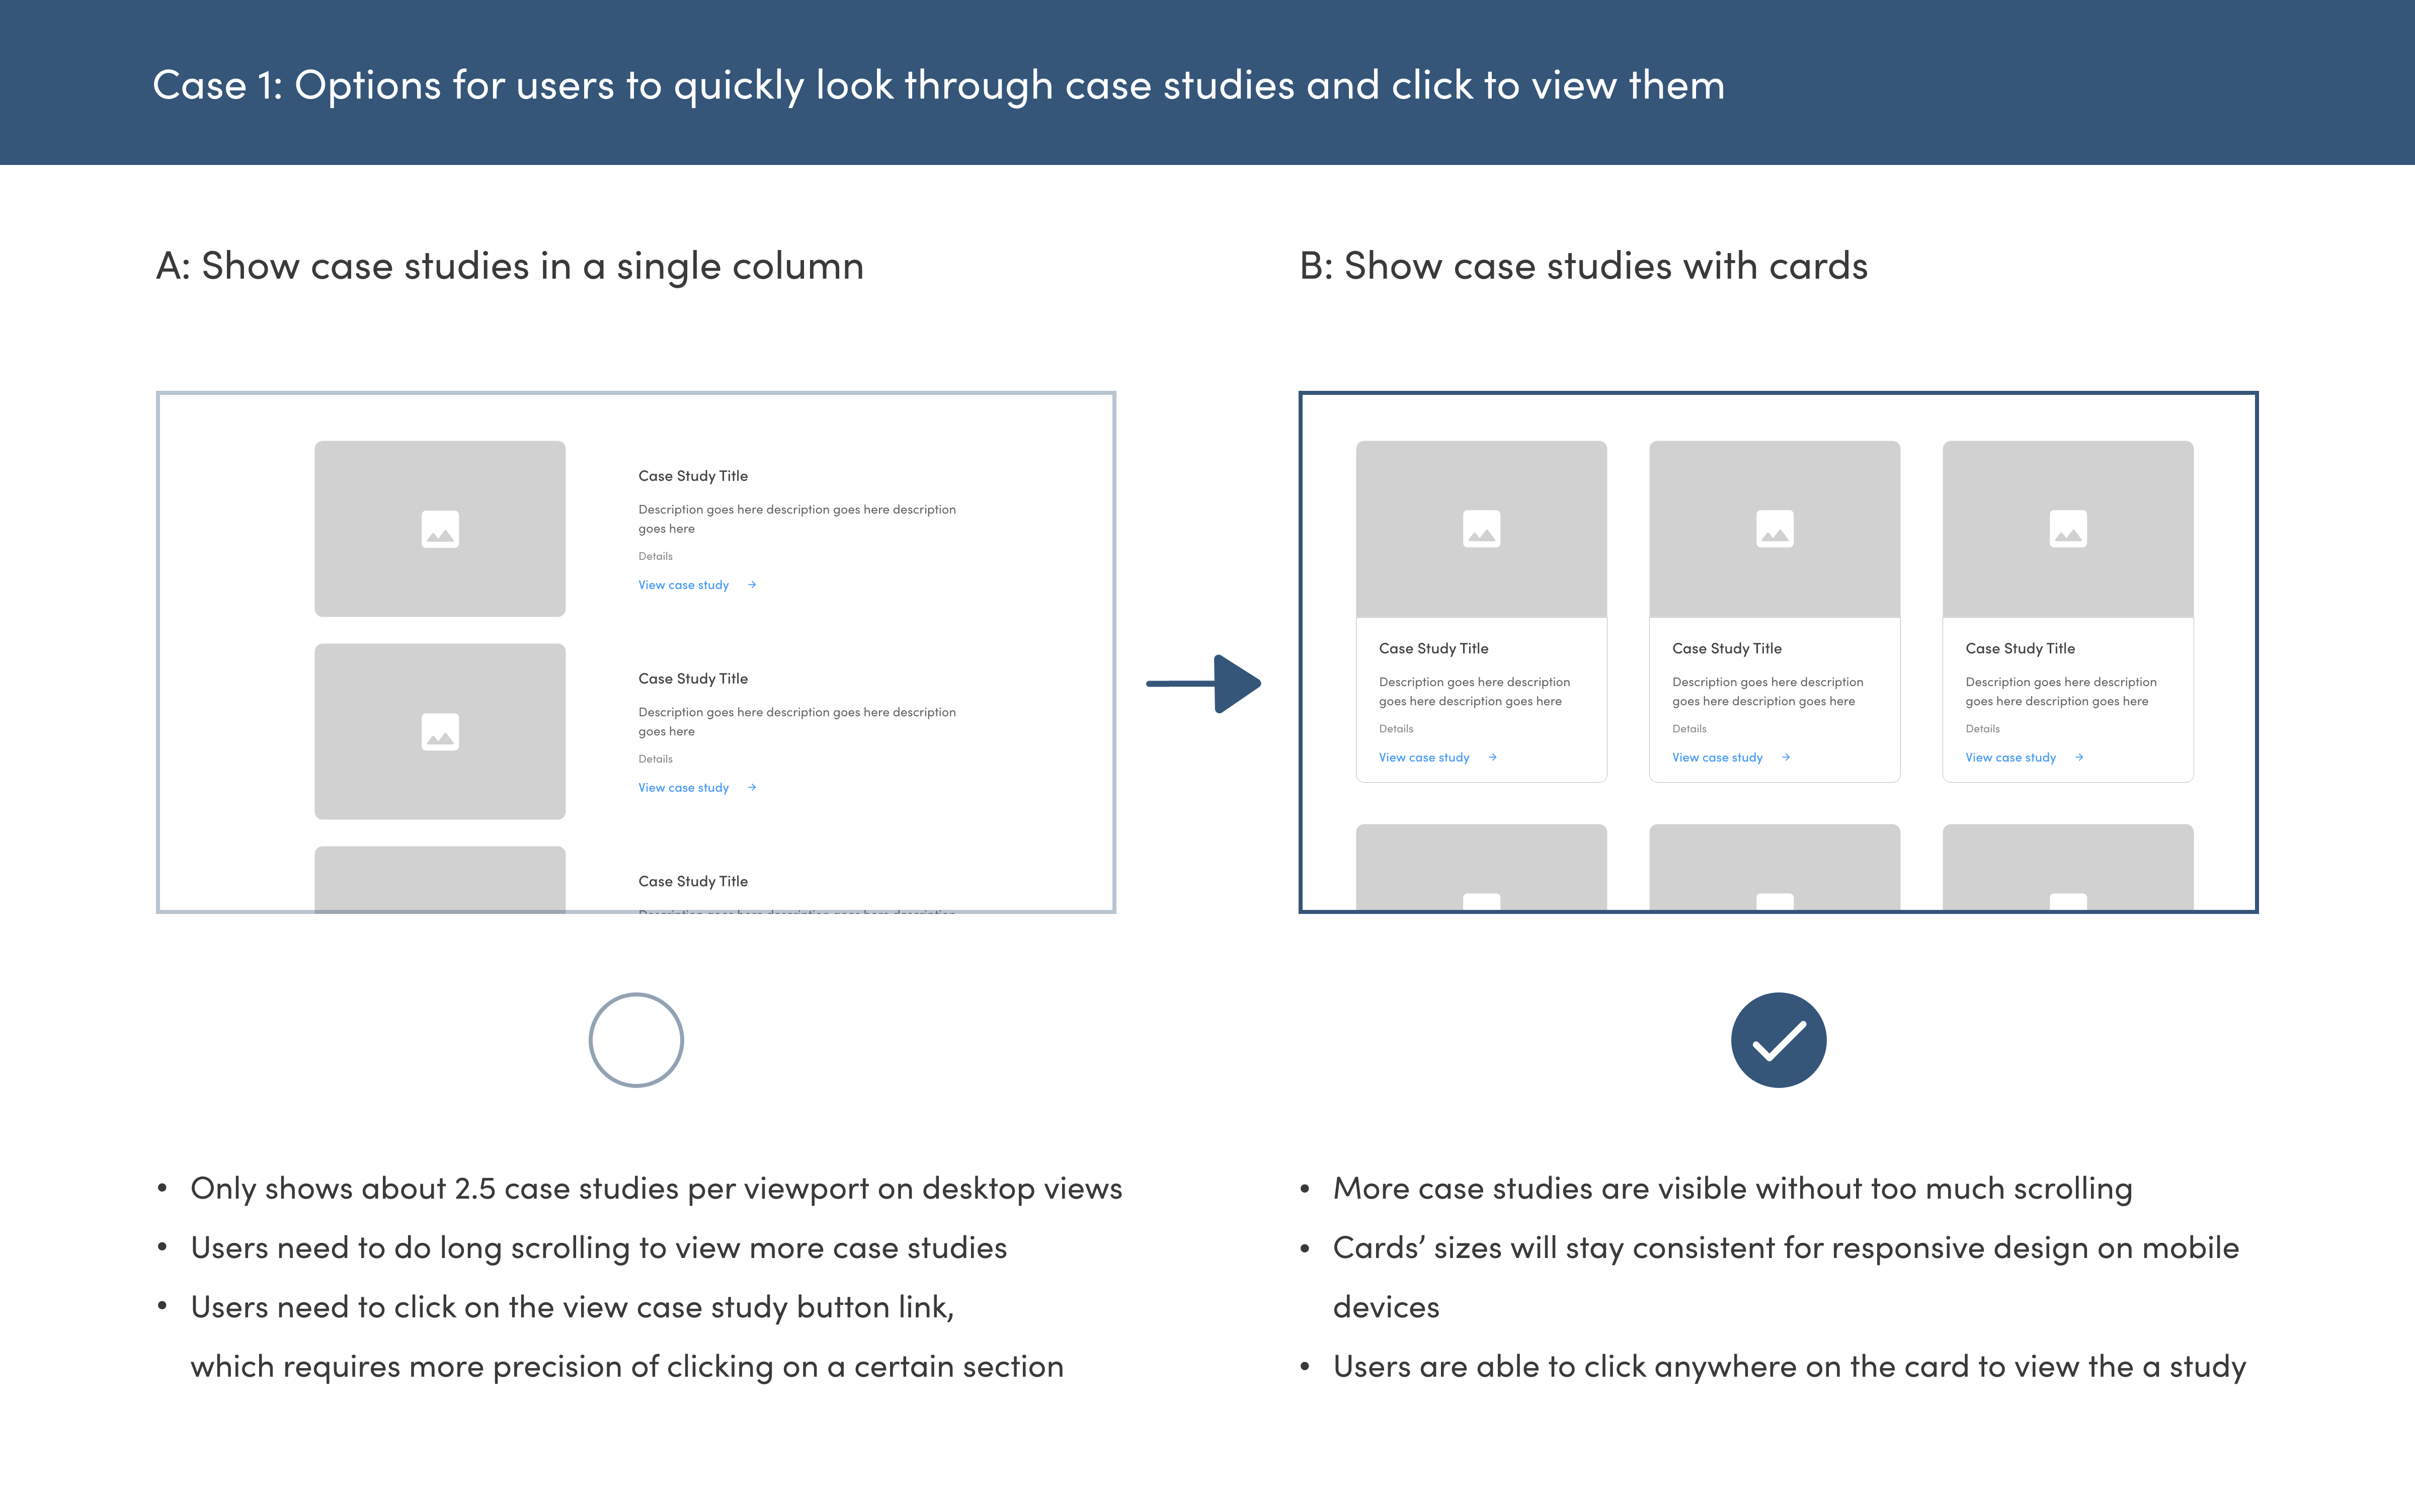 Case 1: Options for users to quickly look through case studies and click to view them
A: Show case studies in a single column
Case Study Title
Description goes here description goes here description
goes here
Details
View case study
Case Study Title
Description goes here description goes here description
goes here
Details
View case study
Case Study Title
Description goes here description goes here description
• Only shows about 2.5 case studies per viewport on desktop views
• Users need to do long scrolling to view more case studies
• Users need to click on the view case study button link,
which requires more precision of clicking on a certain section
B: Show case studies with cards
Case Study Title
Description goes here description
goes here description goes here
Details
View case study
Case Study Title
Description goes here description
goes here description goes here
Details
View case study
Case Study Title
Description goes here description
goes here description goes here
Details
View case study
• More case studies are visible without too much scrolling
• Cards’ sizes will stay consistent for responsive design on mobile
devices
• Users are able to click anywhere on the card to view the a study